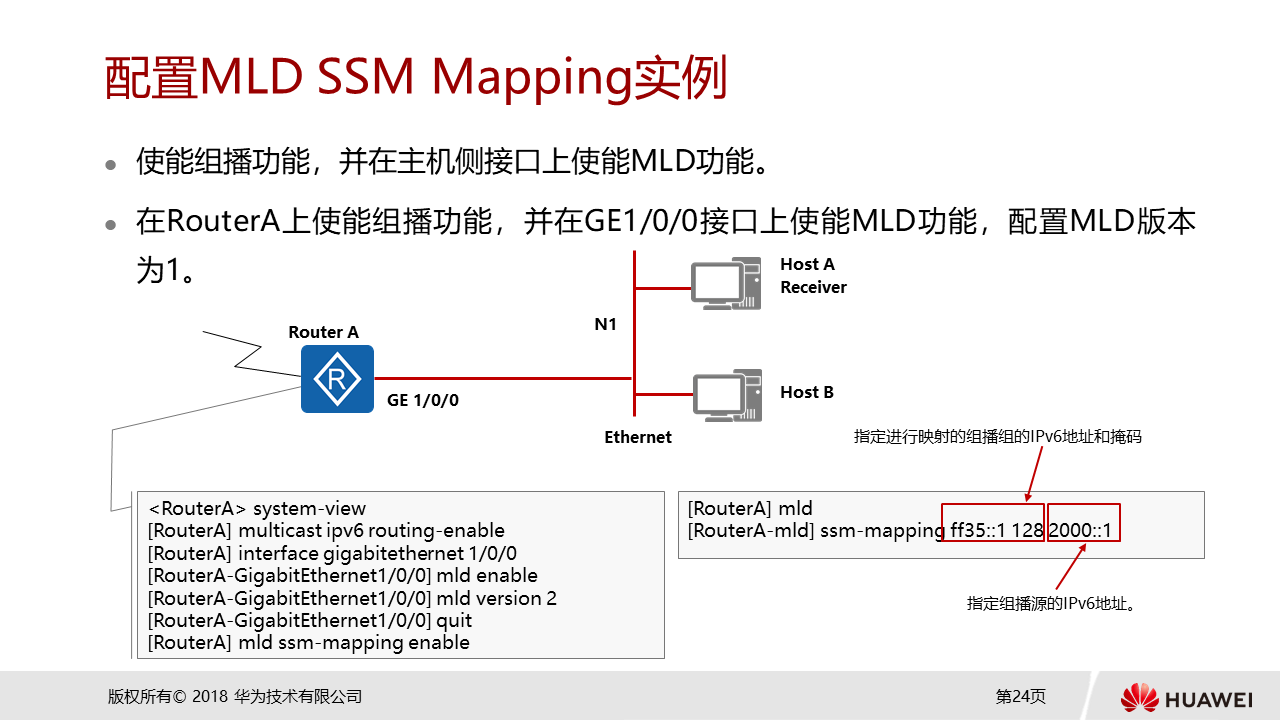 配置MLD SSM Mapping实例
● 使能组播功能，并在主机侧接口上使能MLD功能。
● 在RouterA上使能组播功能，并在GE1/0/0接口上使能MLD功能，配置MLD版本
为1。
Host A
Receiver
N1
Router A
R
GE 1/0/0
Host B
Ethernet
指定进行映射的组播组的IPv6地址和掩码
<RouterA> system-view
[RouterA] multicast ipv6 routing-enable
[RouterA] interface gigabitethernet 1/0/0
[RouterA-GigabitEthernet1/0/0] mld enable
[RouterA-GigabitEthernet1/0/0] mld version 2
[RouterA-GigabitEthernet1/0/0] quit
[RouterA] mld ssm-mapping enable
[RouterA] mld
[RouterA-mld] ssm-mapping ff35::1 128 2000::1
指定组播源的IPv6地址。
版权所有© 2018 华为技术有限公司
第24页
HUAWEI